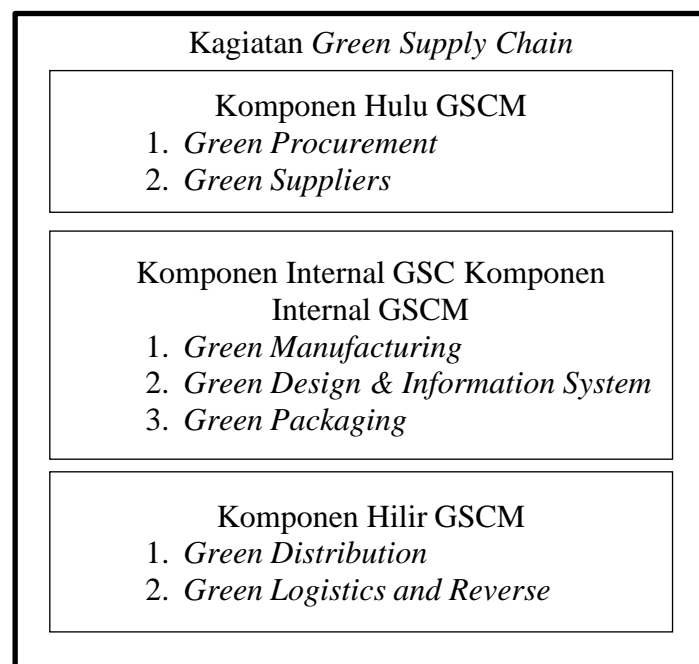 Kagiatan Green Supply Chain
Komponen Hulu GSCM
1. Green Procurement
2. Green Suppliers
Komponen Internal GSC Komponen
Internal GSCM
1. Green Manufacturing
2. Green Design & Information System
3. Green Packaging
Komponen Hilir GSCM
1. Green Distribution
2. Green Logistics and Reverse